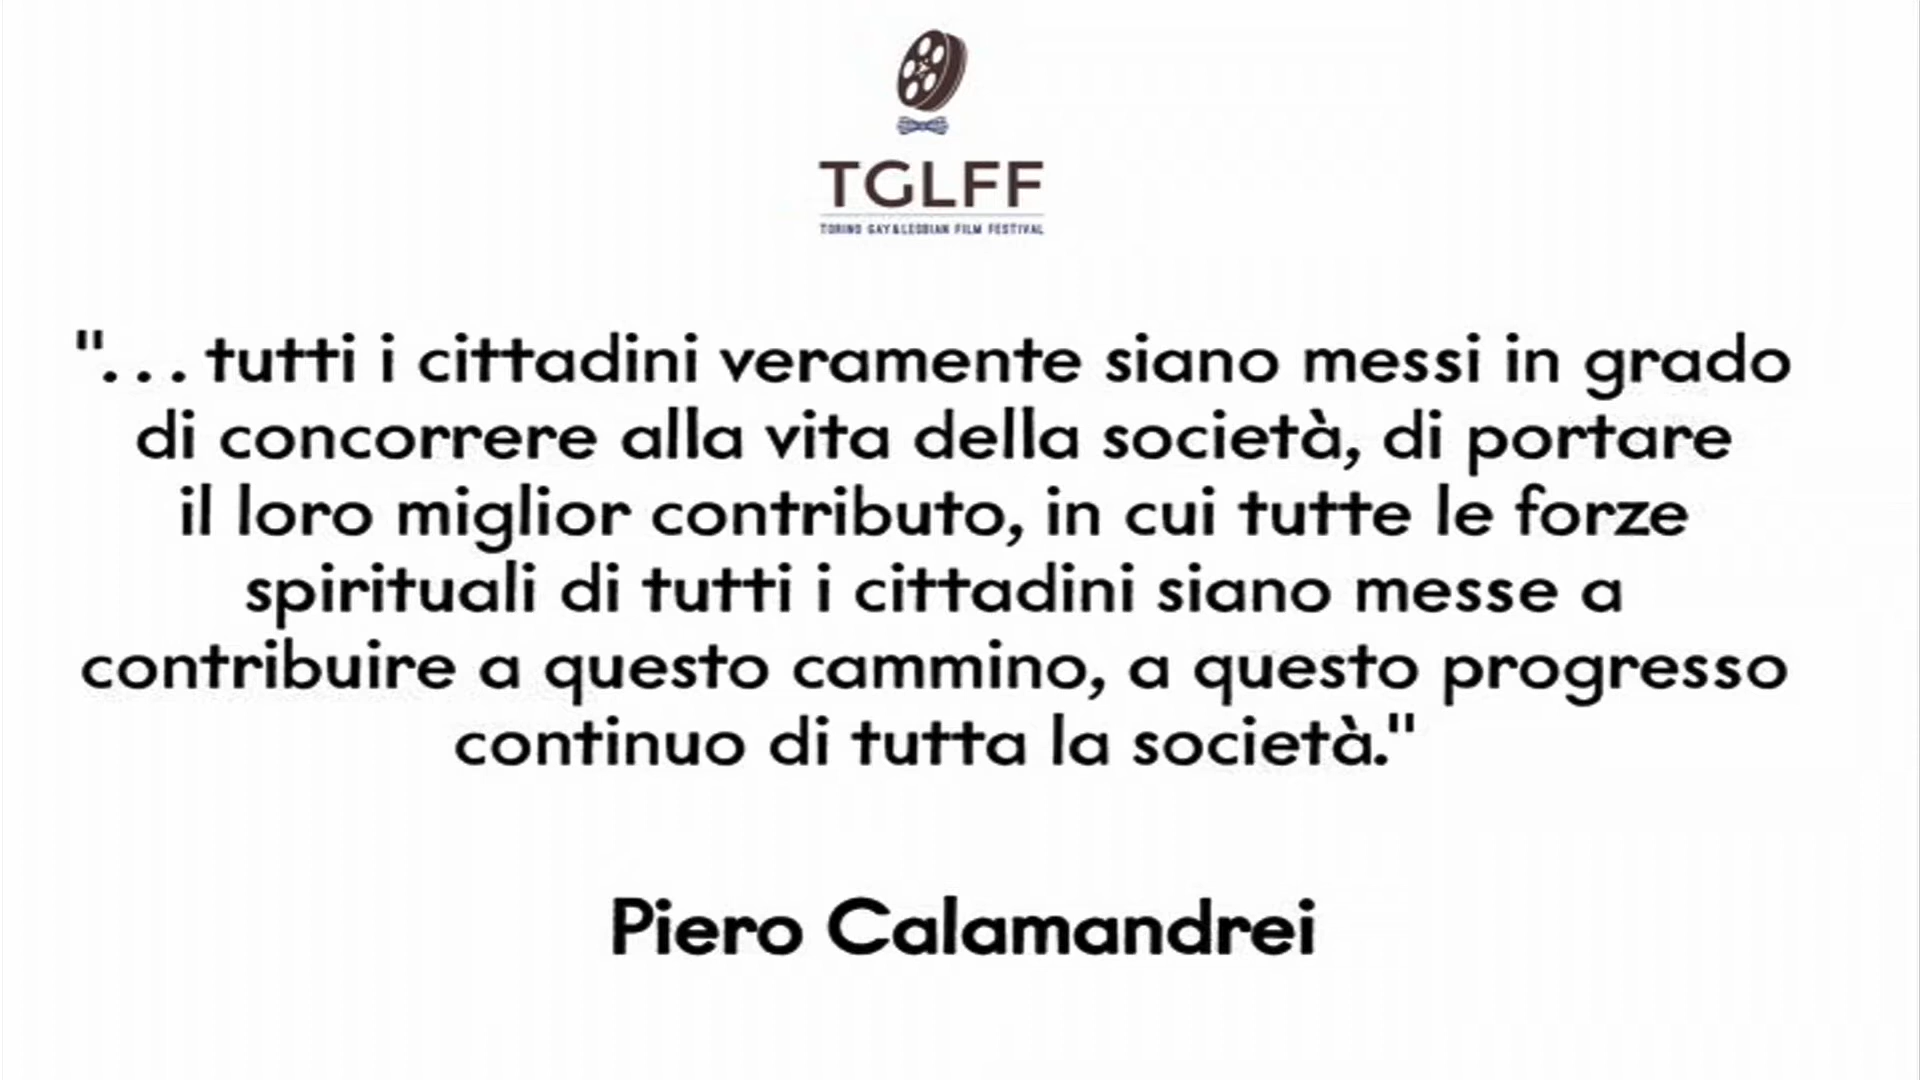 TGLFF
TORINO GAY&LESBIAN FILM FESTIVAL
"... tutti i cittadini veramente siano messi in grado
di concorrere alla vita della società, di portare
il loro miglior contributo, in cui tutte le forze
spirituali di tutti i cittadini siano messe a
contribuire a questo cammino, a questo progresso
continuo di tutta la società."
Piero Calamandrei